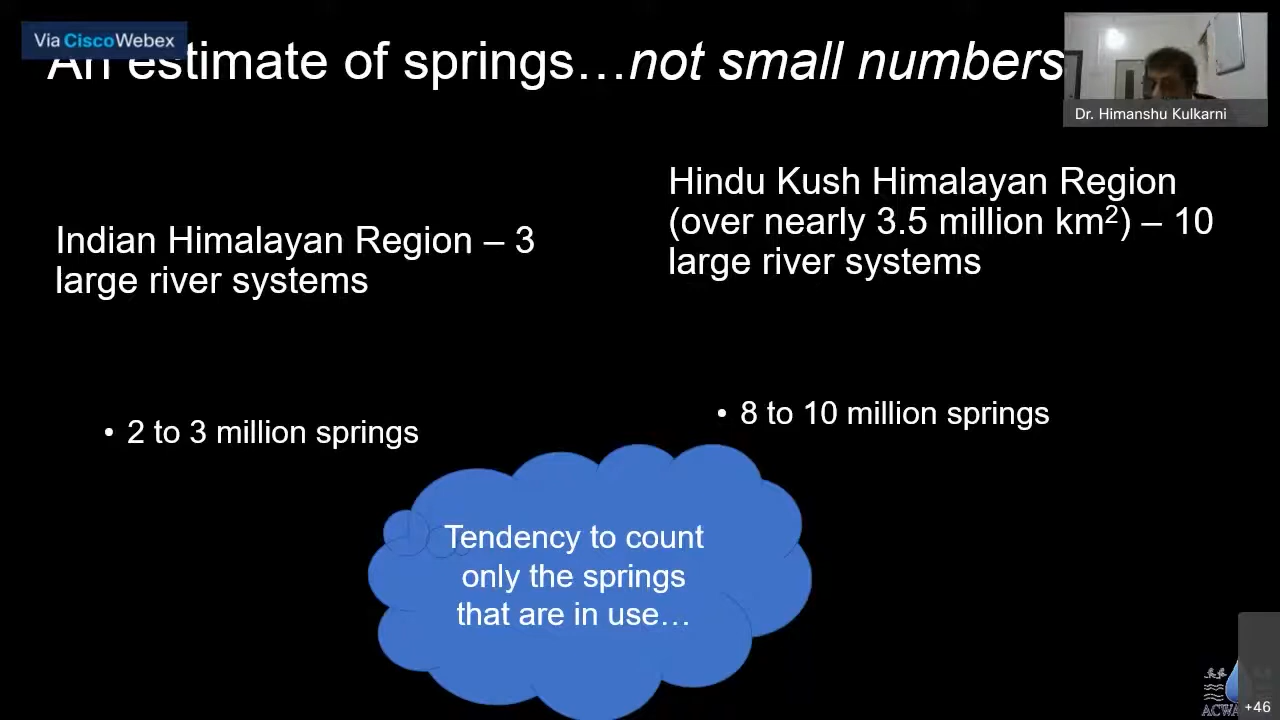 Via CiscoWebex
An estimate of springs…not small numbers
Dr. Himanshu Kulkarni
Indian Himalayan Region – 3
large river systems
Hindu Kush Himalayan Region
(over nearly 3.5 million km²) – 10
large river systems
• 2 to 3 million springs
• 8 to 10 million springs
Tendency to count
only the springs
that are in use…
+46